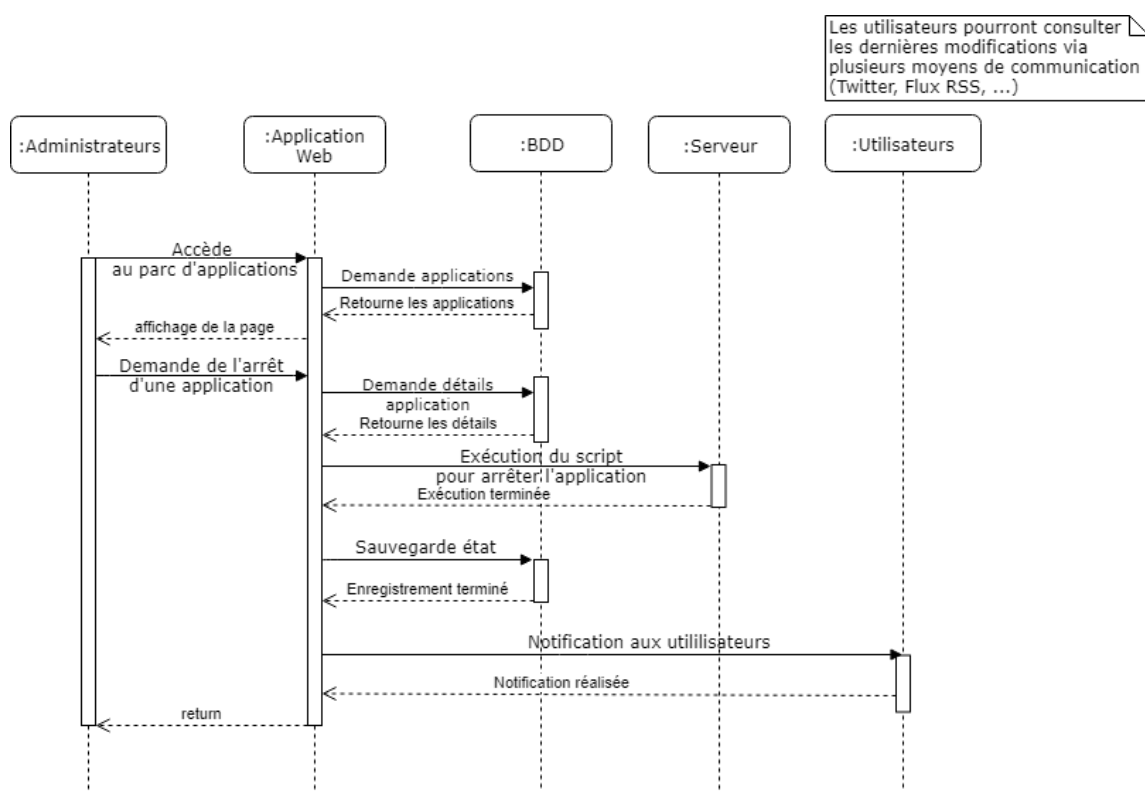 Les utilisateurs pourront consulter
les dernières modifications via
plusieurs moyens de communication
(Twitter, Flux RSS, ...)
:Administrateurs
:Application
Web
:BDD
:Serveur
:Utilisateurs
Accède
au parc d'applications
Demande applications
Retourne les applications
affichage de la page
Demande de l'arrêt
d'une application
Demande détails
application
Retourne les détails
Exécution du script
pour arrêter l'application
Exécution terminée
Sauvegarde état
Enregistrement terminé
Notification aux utililisateurs
Notification réalisée
return